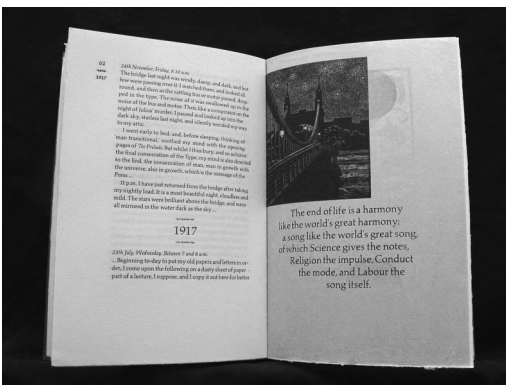 62
1917
24th November, Friday, 8.10 a.m.
The bridge last night was windy, damp, and dark, and but
few were passing over it. I watched them, and looked all
round, and then as the rattling bus or motor passed, drop-
ped in the type. The noise of it was swallowed up in the
noise of the bus and motor. Then, like a conspirator on the
night of Julius' murder, I paused and looked up into the
dark sky, starless last night, and silently wended my way
to my attic.
I went early to bed, and, before sleeping, thinking of
'man transitional,' soothed my mind with the opening
pages of The Prelude. But whilst I thus bury, and so achieve
the final consecration of the Type, my mind is also directed
to the end, the consecration of man, man in growth with
the universe, also in growth, which is the message of the
Press ...
11 p.m. I have just returned from the bridge after taking
my nightly load. It is a most beautiful night, cloudless and
mild. The stars were brilliant above the bridge, and were
all mirrored in the water dark as the sky ...
1917
28th July, Wednesday. Between 7 and 8 a.m.
... Beginning to-day to put my old papers and letters in or-
der, I come upon the following on a dusty sheet of paper –
part of a lecture, I suppose, and I copy it out here for better
The end of life is a harmony
like the world's great harmony;
a song like the world's great song,
of which Science gives the notes,
Religion the impulse, Conduct
the mode, and Labour the
song itself.